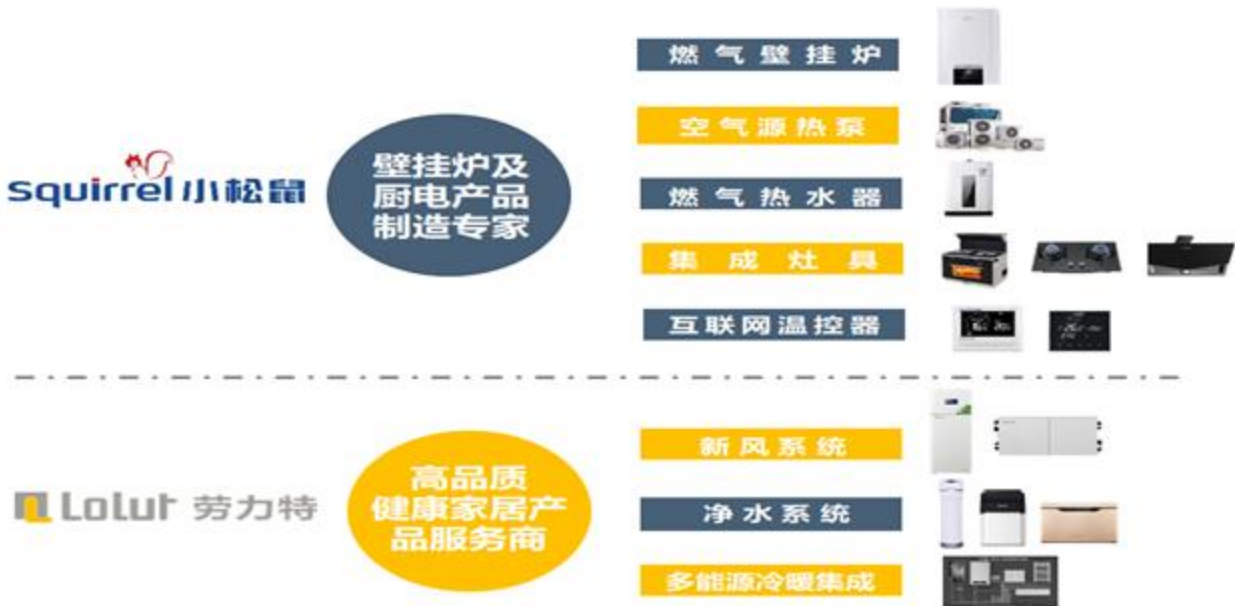 squirrel 小松鼠
壁挂炉及
厨电产品
制造专家
燃气壁挂炉
空气源热泵
燃气热水器
集成灶具
互联网温控器
Lolut 劳力特
高品质
健康家居产
品服务商
新风系统
净水系统
多能源冷暖集成